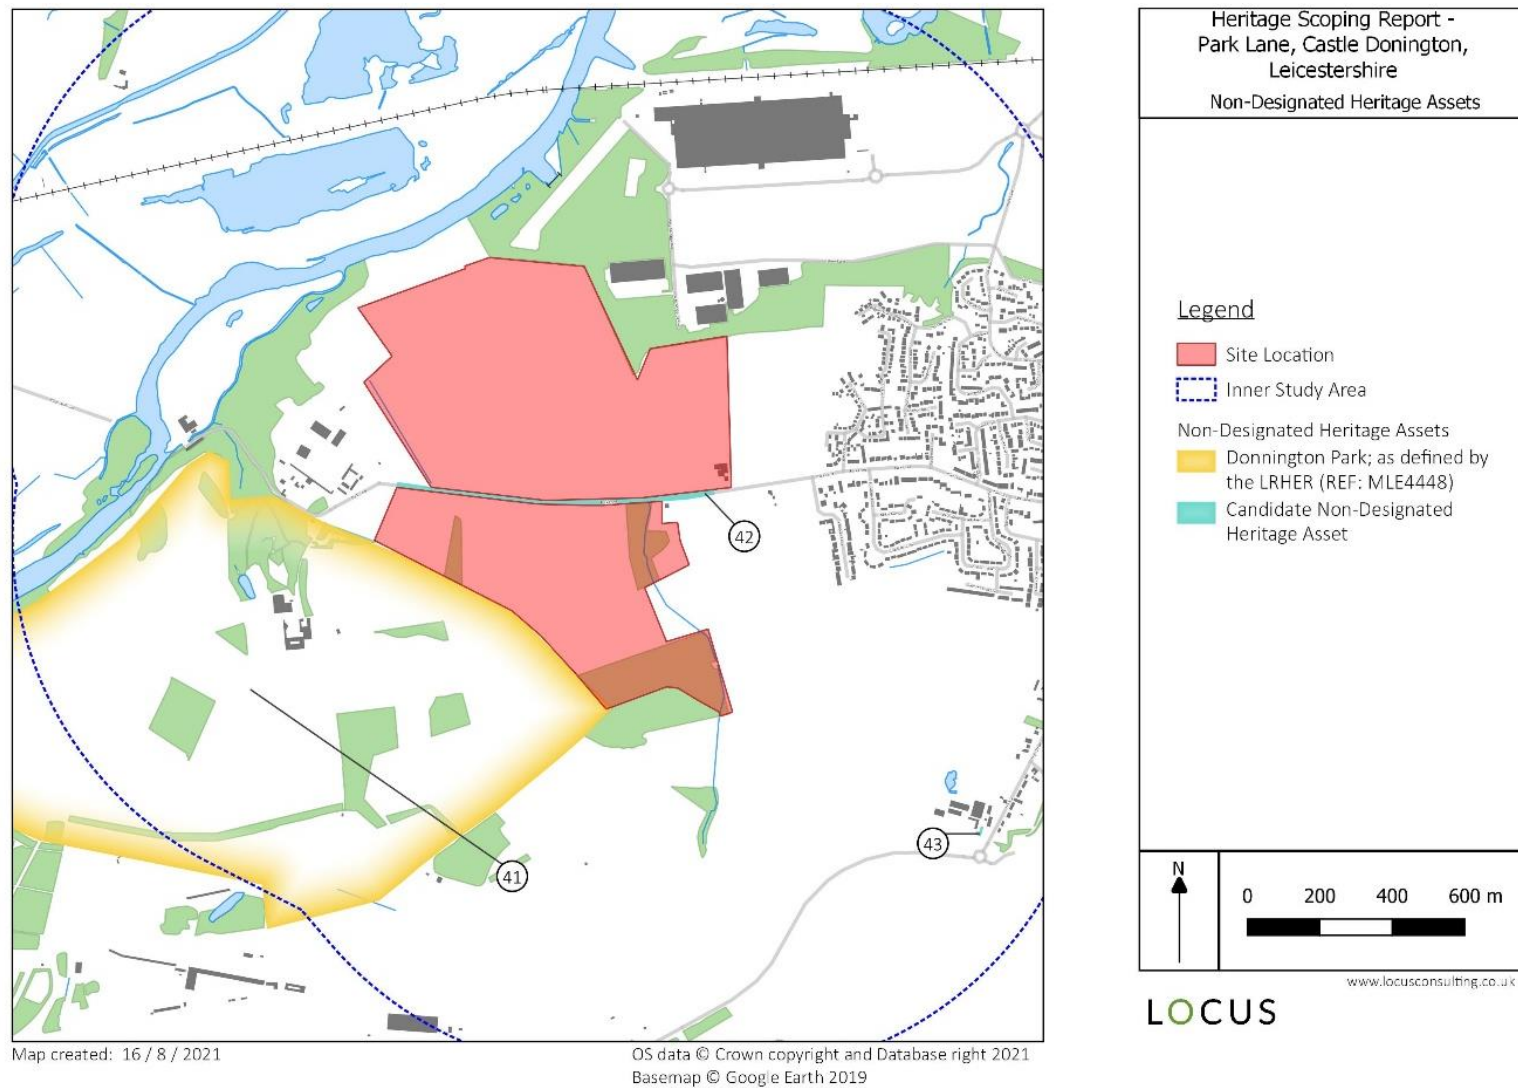 Heritage Scoping Report -
Park Lane, Castle Donington,
Leicestershire
Non-Designated Heritage Assets
Legend
Site Location
Inner Study Area
Non-Designated Heritage Assets
Donnington Park; as defined by
the LRHER (REF: MLE4448)
Candidate Non-Designated
Heritage Asset
42
43
41
N
0 200 400 600 m
www.locusconsulting.co.uk
LOCUS
Map created: 16 / 8 / 2021
OS data © Crown copyright and Database right 2021
Basemap © Google Earth 2019